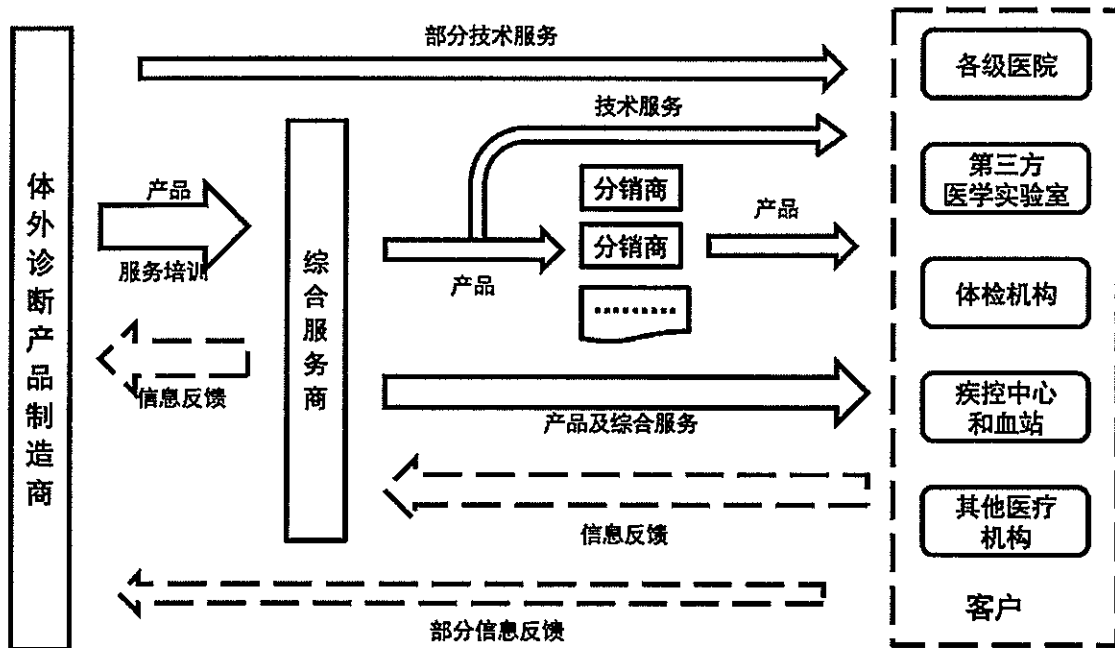 体外诊断产品制造商
部分技术服务
产品
服务培训
信息反馈
综合服务商
技术服务
产品
分销商
分销商
产品
产品及综合服务
信息反馈
部分信息反馈
各级医院
第三方
医学实验室
体检机构
疾控中心
和血站
其他医疗
机构
客户